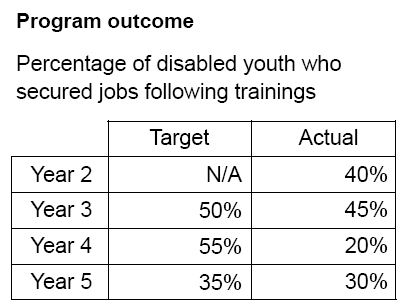 Program outcome
Percentage of disabled youth who
secured jobs following trainings
Target Actual
Year 2 N/A 40%
Year 3 50% 45%
Year 4 55% 20%
Year 5 35% 30%